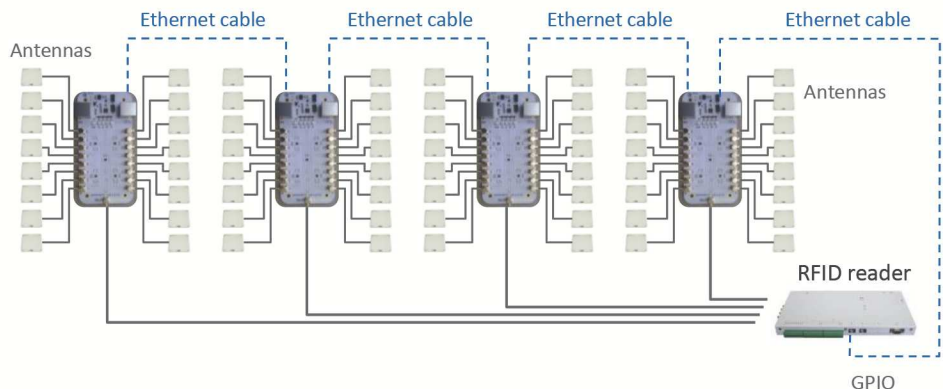 Ethernet cable
Ethernet cable
Ethernet cable
Ethernet cable
Antennas
Antennas
RFID reader
GPIO